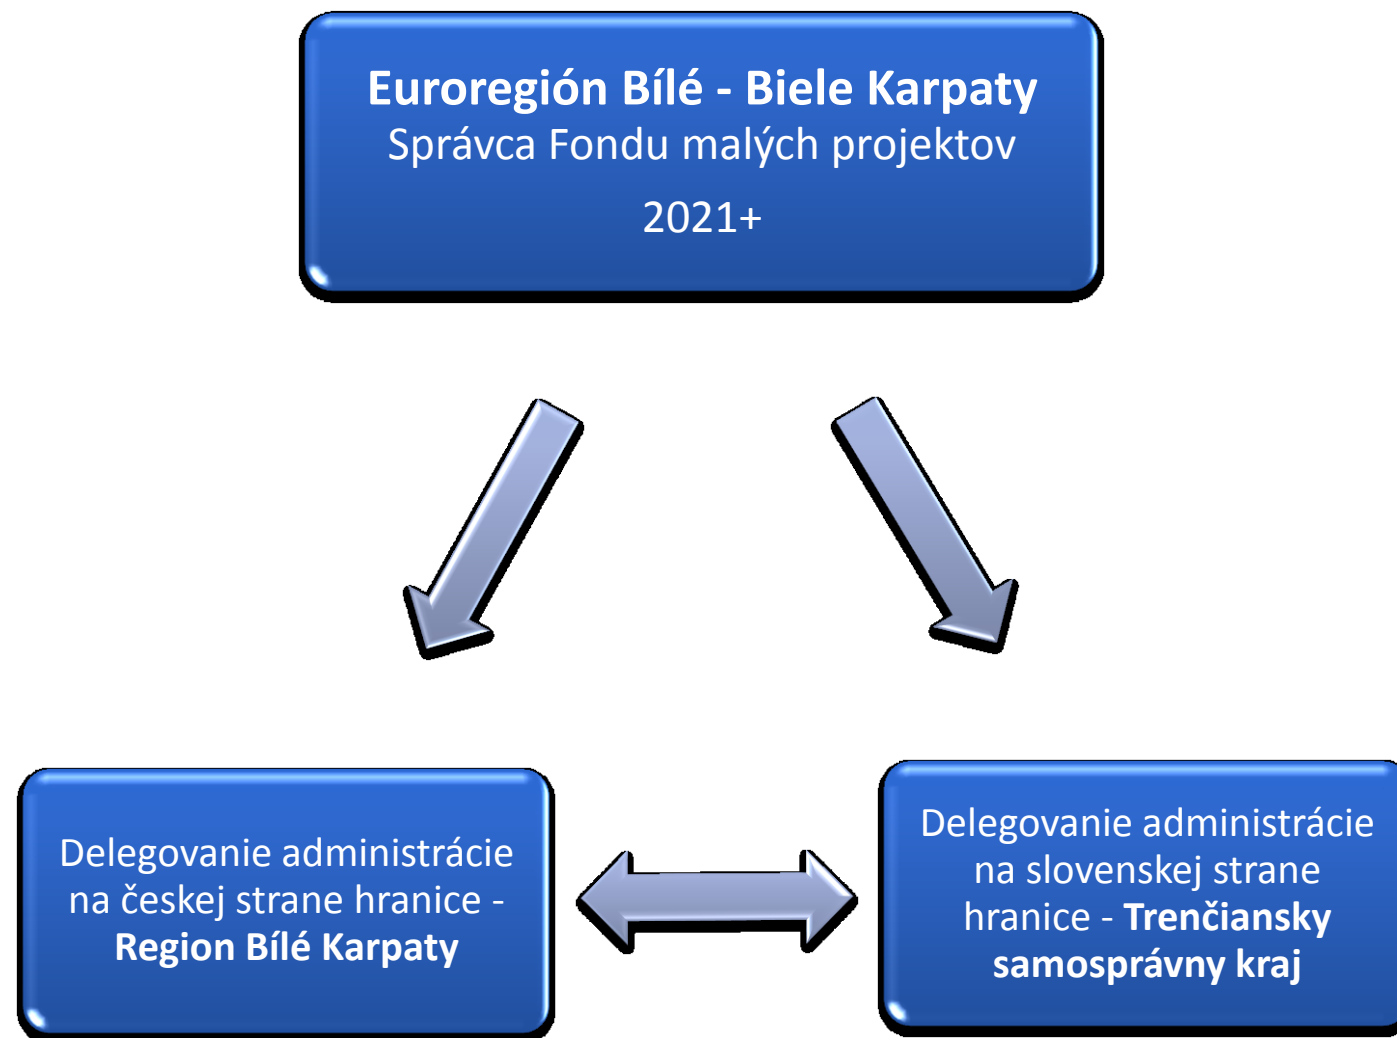 Euroregión Bílé - Biele Karpaty
Správca Fondu malých projektov
2021+
Delegovanie administrácie
na českej strane hranice -
Region Bílé Karpaty
Delegovanie administrácie
na slovenskej strane
hranice - Trenčiansky
samosprávny kraj